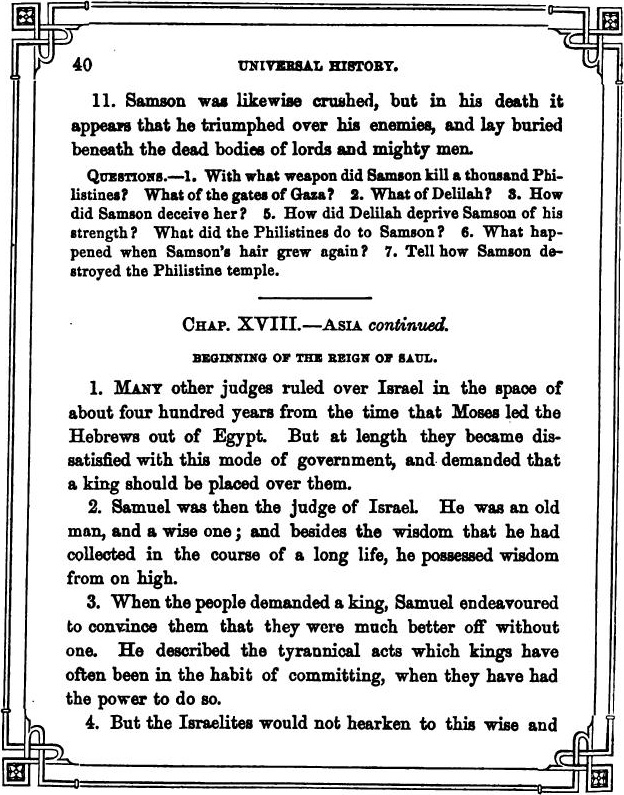 40 UNIVERSAL HISTORY.
11. Samson was likewise crushed, but in his death it
appears that he triumphed over his enemies, and lay buried
beneath the dead bodies of lords and mighty men.
QUESTIONS.—1. With what weapon did Samson kill a thousand Phi-
listines? What of the gates of Gaza? 2. What of Delilah? 3. How
did Samson deceive her? 5. How did Delilah deprive Samson of his
strength? What did the Philistines do to Samson? 6. What hap-
pened when Samson's hair grew again? 7. Tell how Samson de-
stroyed the Philistine temple.
CHAP. XVIII.—ASIA continued.
BEGINNING OF THE REIGN OF SAUL.
1. MANY other judges ruled over Israel in the space of
about four hundred years from the time that Moses led the
Hebrews out of Egypt. But at length they became dis-
satisfied with this mode of government, and demanded that
a king should be placed over them.
2. Samuel was then the judge of Israel. He was an old
man, and a wise one; and besides the wisdom that he had
collected in the course of a long life, he possessed wisdom
from on high.
3. When the people demanded a king, Samuel endeavoured
to convince them that they were much better off without
one. He described the tyrannical acts which kings have
often been in the habit of committing, when they have had
the power to do so.
4. But the Israelites would not hearken to this wise and